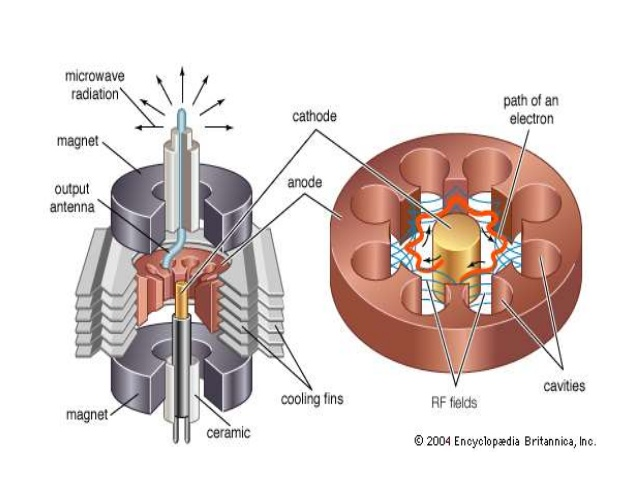 microwave
radiation
magnet
output
antenna
cathode
anode
path of an
electron
cooling fins
magnet
ceramic
RF fields
cavities
© 2004 Encyclopædia Britannica, Inc.